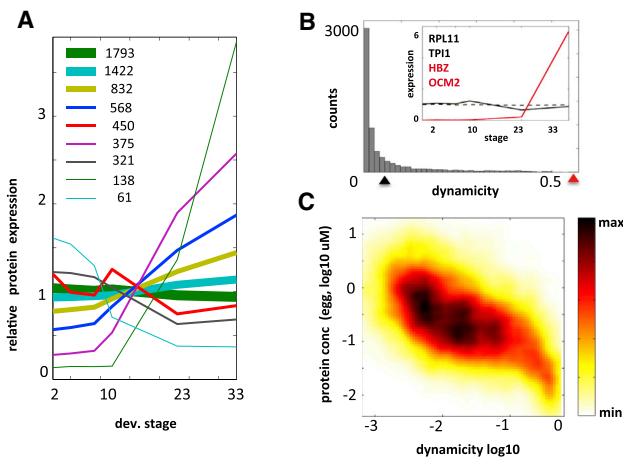 A
relative protein expression
4
3
2
1
0
1793
1422
832
568
450
375
321
138
61
2
10
23
33
dev. stage
B
3000
counts
0
0.5
dynamicity
RPL11
TPI1
HBZ
OCM2
expression
6
0
2
10
23
33
stage
C
protein conc (egg, log10 uM)
1
0
-1
-2
-3
-2
-1
0
dynamicity log10
max
min